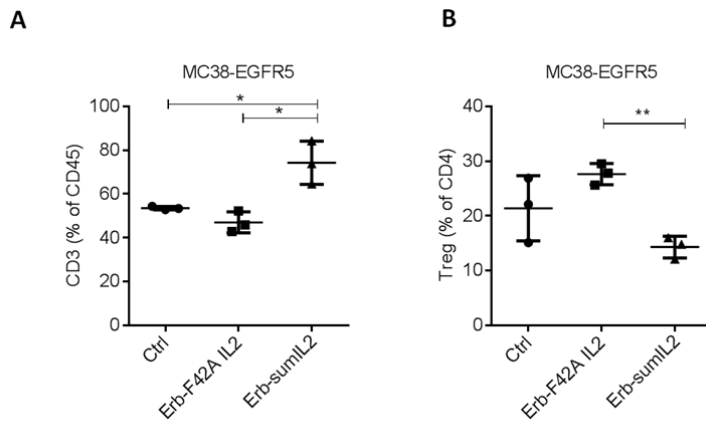 A
MC38-EGFR5
CD3 (% of CD45)
100
80
60
40
20
0
*
*
Ctrl
Erb-F42A IL2
Erb-sumIL2
B
MC38-EGFR5
Treg (% of CD4)
40
30
20
10
0
**
Ctrl
Erb-F42A IL2
Erb-sumIL2